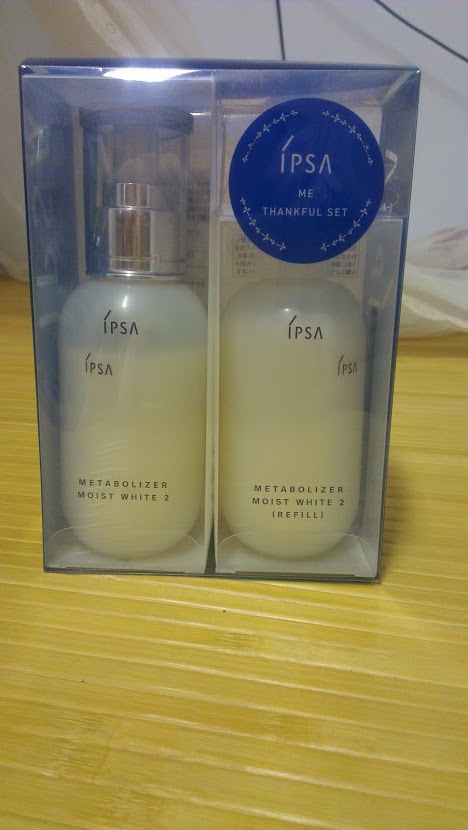 IPSA
ME
THANKFUL SET
IPSA
IPSA
METABOLIZER
MOIST WHITE 2
IPSA
IPSA
METABOLIZER
MOIST WHITE 2
(REFILL)